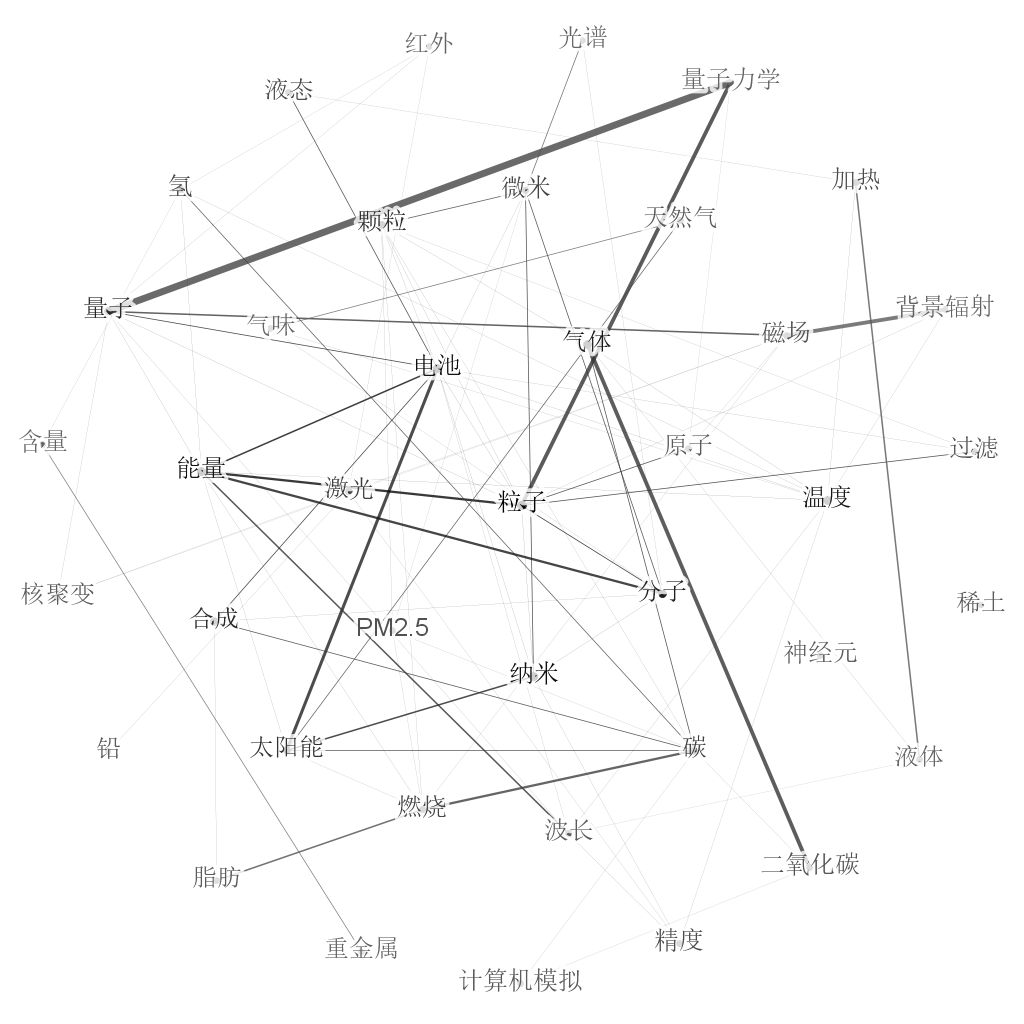 光谱
红外
量子力学
液态
加热
氢
微米
天然气
颗粒
背景辐射
量子
气味
磁场
气体
电池
含量
原子
过滤
能量
激光
粒子
温度
核聚变
分子
稀土
合成
PM2.5
神经元
纳米
铅
太阳能
碳
液体
燃烧
波长
二氧化碳
脂肪
精度
重金属
计算机模拟